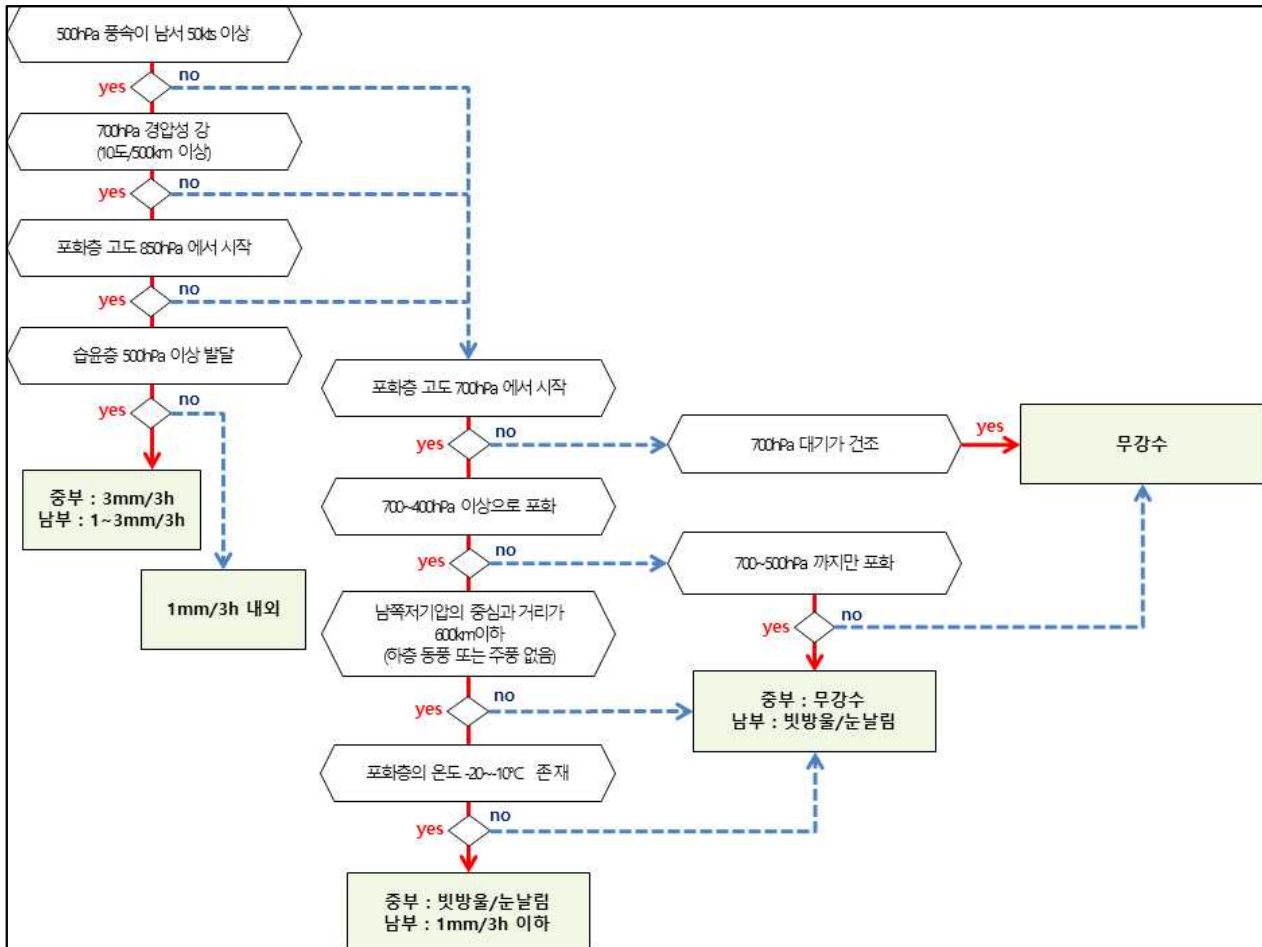 500hPa 풍속이 남서 50kts 이상
yes
no
700hPa 경압성 강
(10도/500km 이상)
yes
no
포화층 고도 850hPa 에서 시작
yes
no
습윤층 500hPa 이상 발달
yes
no
중부 : 3mm/3h
남부 : 1~3mm/3h
1mm/3h 내외
포화층 고도 700hPa 에서 시작
yes
no
700hPa 대기가 건조
yes
무강수
700~400hPa 이상으로 포화
yes
no
700~500hPa 까지만 포화
yes
no
남쪽저기압의 중심과 거리가
600km이하
(하층 동풍 또는 주풍 없음)
yes
no
중부 : 무강수
남부 : 빗방울/눈날림
포화층의 온도 -20~-10℃ 존재
yes
no
중부 : 빗방울/눈날림
남부 : 1mm/3h 이하